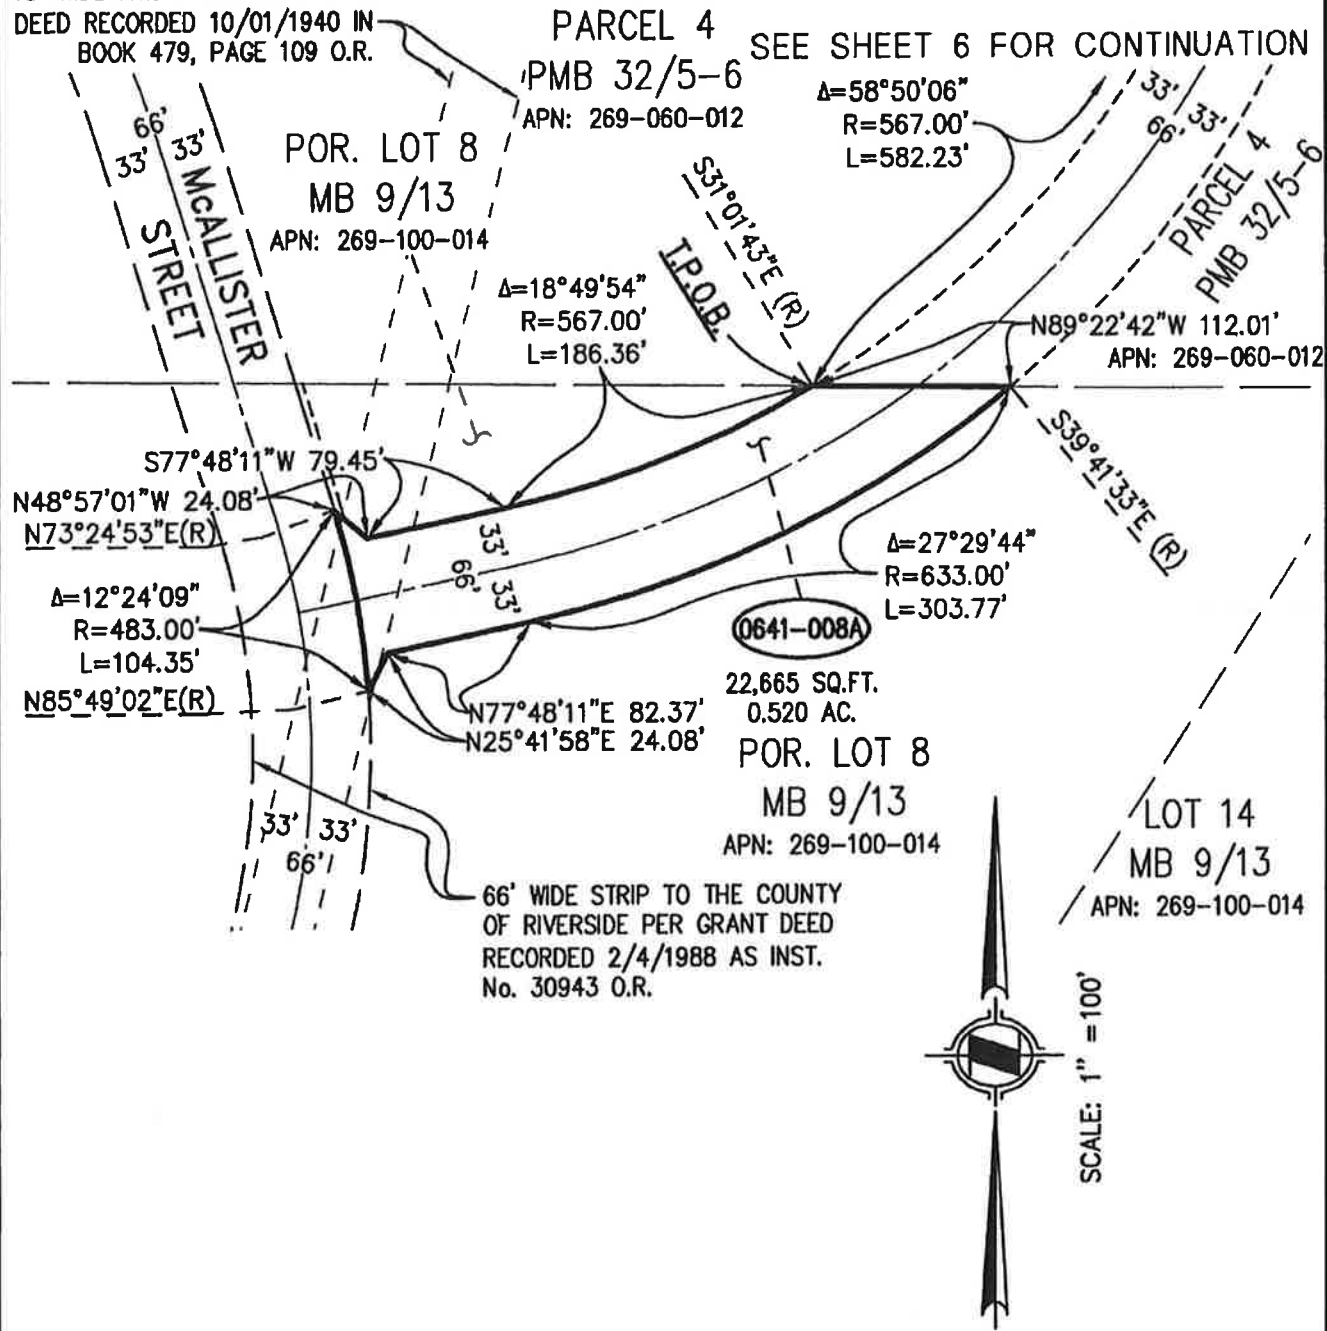 DEED RECORDED 10/01/1940 IN
BOOK 479, PAGE 109 O.R.
PARCEL 4
PMB 32/5-6
APN: 269-060-012
SEE SHEET 6 FOR CONTINUATION
Δ=58°50'06"
R=567.00'
L=582.23'
33'
33'
66'
PARCEL 4
PMB 32/5-6
APN: 269-060-012
66'
33'
33'
McALLISTER
STREET
POR. LOT 8
MB 9/13
APN: 269-100-014
S31°01'43"E (R)
T.P.O.B.
Δ=18°49'54"
R=567.00'
L=186.36'
N89°22'42"W 112.01'
S39°41'33"E (R)
S77°48'11"W 79.45'
N48°57'01"W 24.08'
N73°24'53"E(R)
33'
66'
33'
Δ=12°24'09"
R=483.00'
L=104.35'
N85°49'02"E(R)
Δ=27°29'44"
R=633.00'
L=303.77'
0641-008A
22,665 SQ.FT.
0.520 AC.
N77°48'11"E 82.37'
N25°41'58"E 24.08'
POR. LOT 8
MB 9/13
APN: 269-100-014
33'
33'
66'
LOT 14
MB 9/13
APN: 269-100-014
66' WIDE STRIP TO THE COUNTY
OF RIVERSIDE PER GRANT DEED
RECORDED 2/4/1988 AS INST.
No. 30943 O.R.
SCALE: 1" =100'